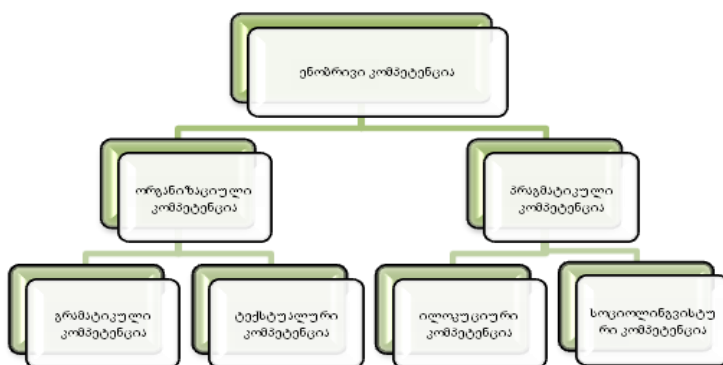 ენობრივი კომპეტენცია
ორგანიზაციული
კომპეტენცია
პრაგმატიკული
კომპეტენცია
გრამატიკული
კომპეტენცია
ტექსტუალური
კომპეტენცია
ილოკუციური
კომპეტენცია
სოციოლინგვისტუ
რი კომპეტენცია